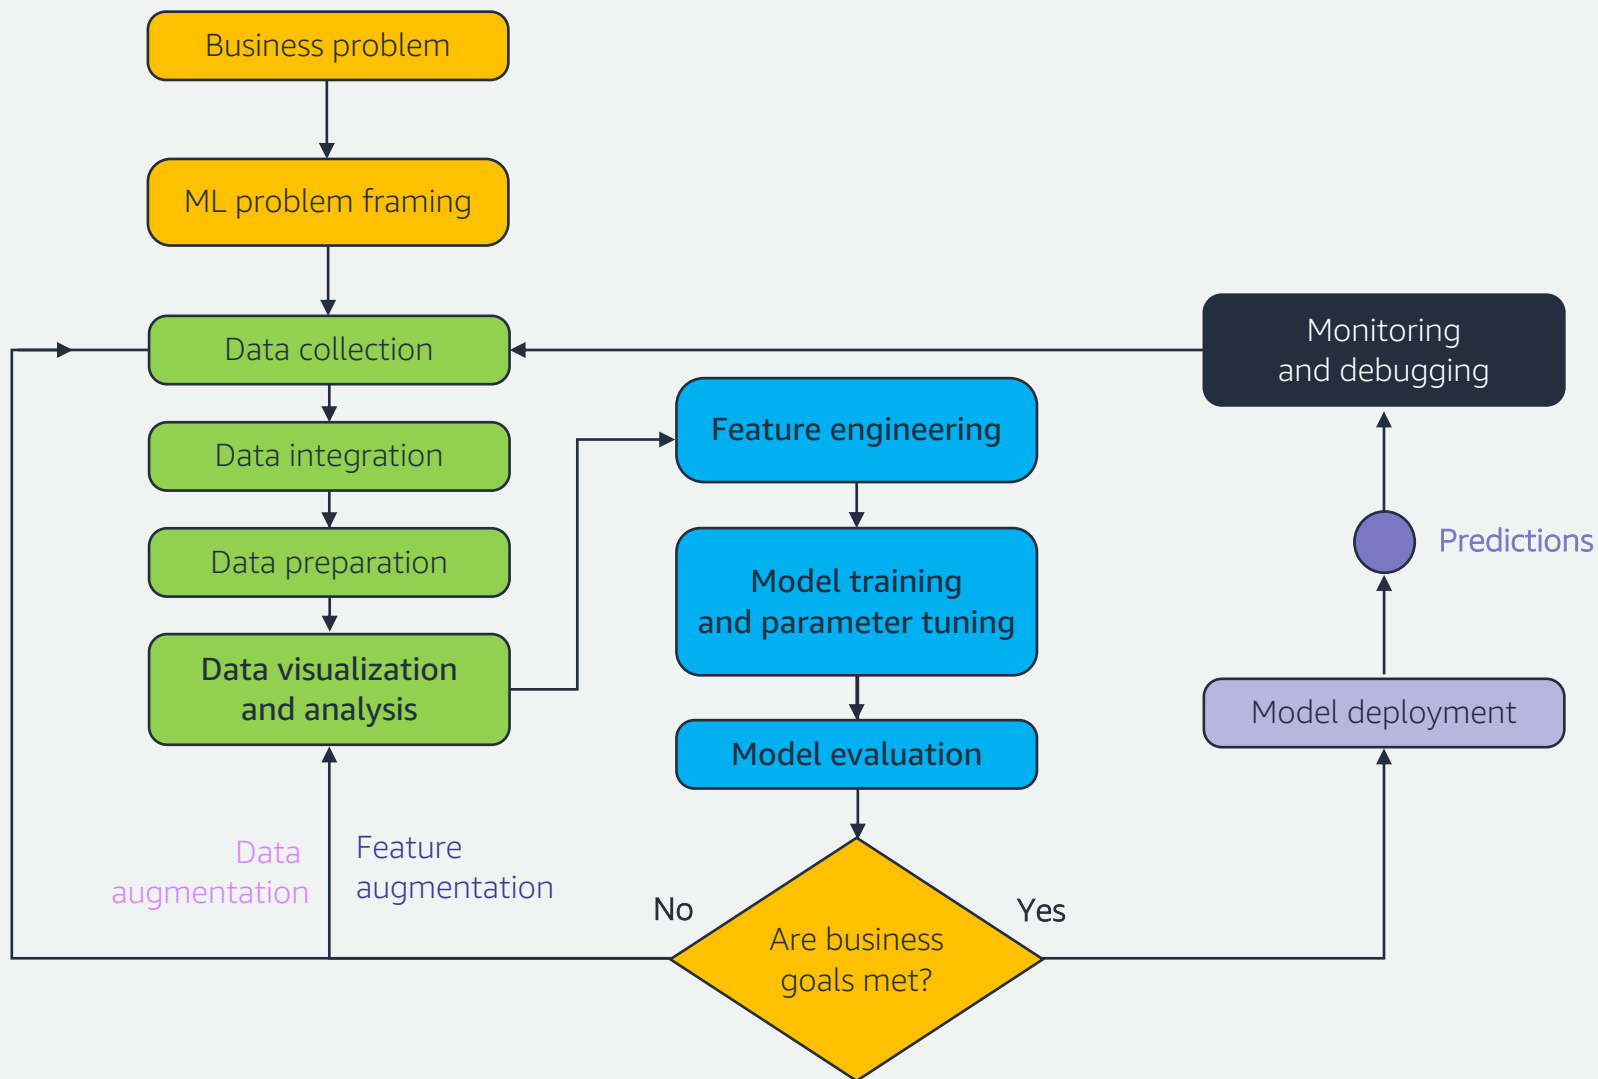 Business problem
ML problem framing
Data collection
Data integration
Data preparation
Data visualization
and analysis
Data
augmentation
Feature
augmentation
Feature engineering
Model training
and parameter tuning
Model evaluation
No
Are business
goals met?
Yes
Monitoring
and debugging
Predictions
Model deployment